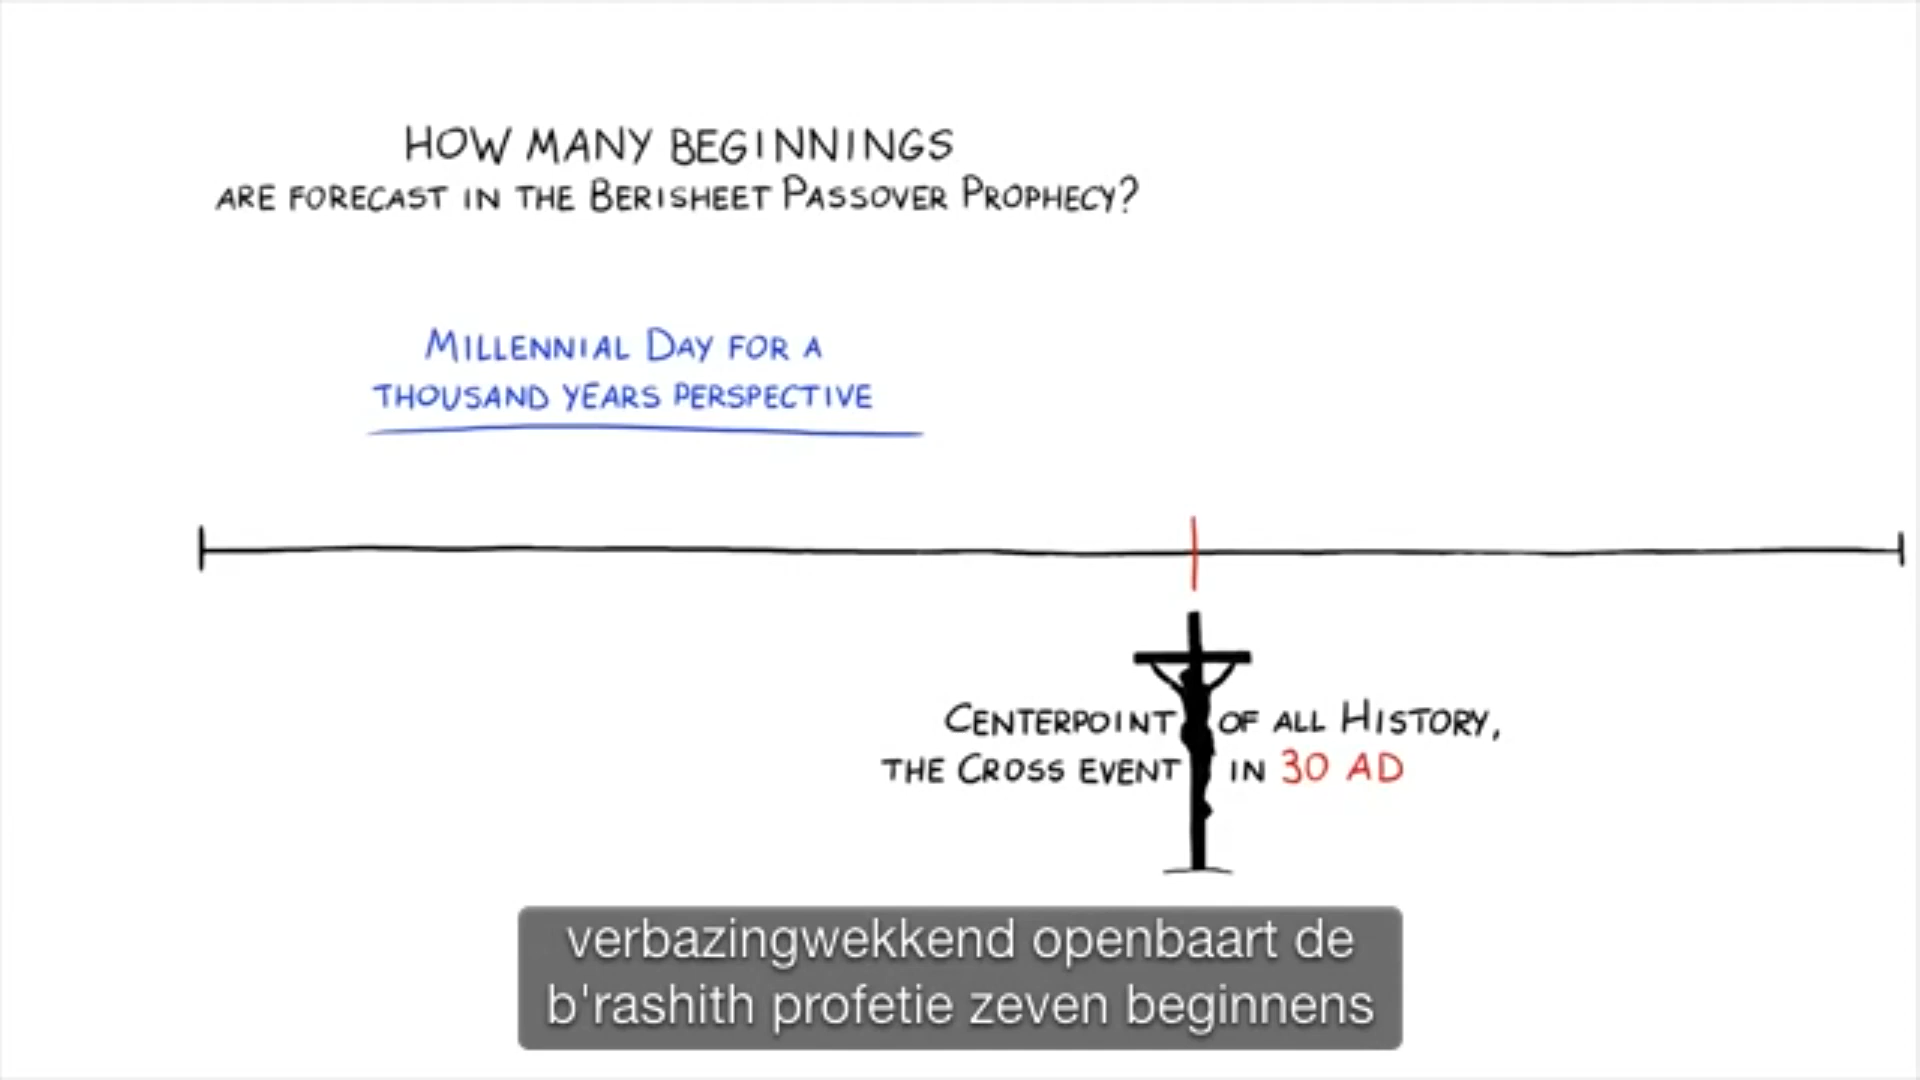 HOW MANY BEGINNINGS
ARE FORECAST IN THE BERISHEET PASSOVER PROPHECY?
MILLENNIAL DAY FOR A
THOUSAND YEARS PERSPECTIVE
CENTERPOINT OF ALL HISTORY,
THE CROSS EVENT IN 30 AD
verbazingwekkend openbaart de
b'rashith profetie zeven beginnens